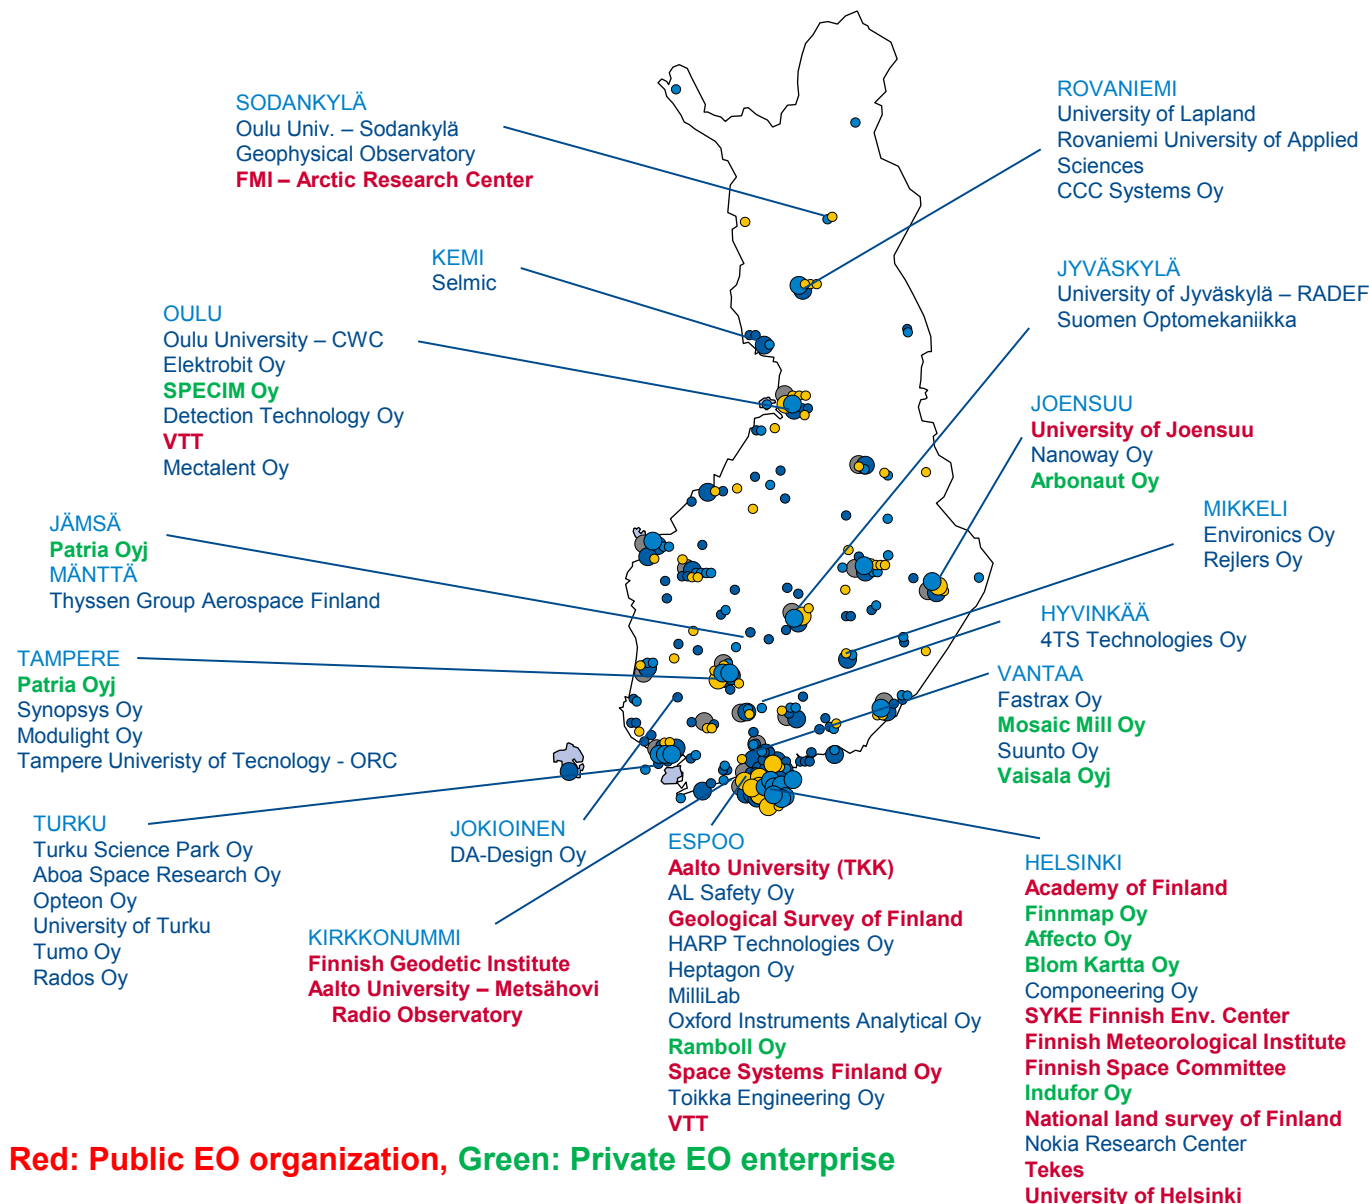 SODANKYLÄ
Oulu Univ. – Sodankylä
Geophysical Observatory
FMI – Arctic Research Center
ROVANIEMI
University of Lapland
Rovaniemi University of Applied
Sciences
CCC Systems Oy
KEMI
Selmic
JYVÄSKYLÄ
University of Jyväskylä – RADEF
Suomen Optomekaniikka
OULU
Oulu University – CWC
Elektrobit Oy
SPECIM Oy
Detection Technology Oy
VTT
Mectalent Oy
JOENSUU
University of Joensuu
Nanoway Oy
Arbonaut Oy
MIKKELI
Environics Oy
Rejlers Oy
JÄMSÄ
Patria Oyj
MÄNTTÄ
Thyssen Group Aerospace Finland
HYVINKÄÄ
4TS Technologies Oy
TAMPERE
Patria Oyj
Synopsys Oy
Modulight Oy
Tampere Univeristy of Tecnology - ORC
VANTAA
Fastrax Oy
Mosaic Mill Oy
Suunto Oy
Vaisala Oyj
TURKU
Turku Science Park Oy
Aboa Space Research Oy
Opteon Oy
University of Turku
Tumo Oy
Rados Oy
JOKIOINEN
DA-Design Oy
KIRKKONUMMI
Finnish Geodetic Institute
Aalto University – Metsähovi
Radio Observatory
ESPOO
Aalto University (TKK)
AL Safety Oy
Geological Survey of Finland
HARP Technologies Oy
Heptagon Oy
MilliLab
Oxford Instruments Analytical Oy
Ramboll Oy
Space Systems Finland Oy
Toikka Engineering Oy
VTT
HELSINKI
Academy of Finland
Finnmap Oy
Affecto Oy
Blom Kartta Oy
Componeering Oy
SYKE Finnish Env. Center
Finnish Meteorological Institute
Finnish Space Committee
Indufor Oy
National land survey of Finland
Nokia Research Center
Tekes
University of Helsinki
Red: Public EO organization, Green: Private EO enterprise